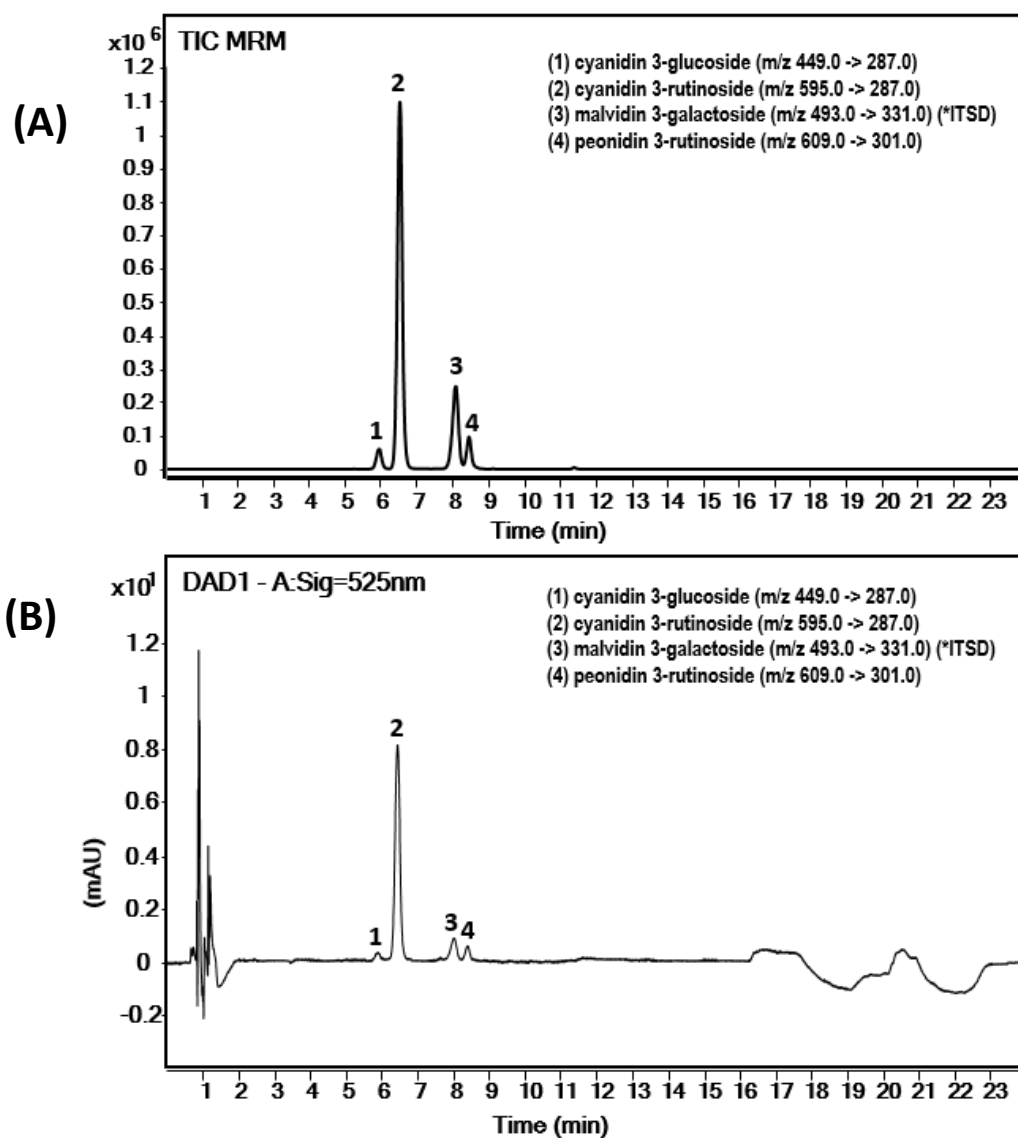 (A)
x10 6
TIC MRM
(1) cyanidin 3-glucoside (m/z 449.0 -> 287.0)
(2) cyanidin 3-rutinoside (m/z 595.0 -> 287.0)
(3) malvidin 3-galactoside (m/z 493.0 -> 331.0) (*ITSD)
(4) peonidin 3-rutinoside (m/z 609.0 -> 301.0)
1.2
1.1
1
0.9
0.8
0.7
0.6
0.5
0.4
0.3
0.2
0.1
0
1
2
3
4
1 2 3 4 5 6 7 8 9 10 11 12 13 14 15 16 17 18 19 20 21 22 23
Time (min)
(B)
x10 1
DAD1 - A:Sig=525nm
(1) cyanidin 3-glucoside (m/z 449.0 -> 287.0)
(2) cyanidin 3-rutinoside (m/z 595.0 -> 287.0)
(3) malvidin 3-galactoside (m/z 493.0 -> 331.0) (*ITSD)
(4) peonidin 3-rutinoside (m/z 609.0 -> 301.0)
1.2
1
0.8
0.6
0.4
0.2
0
-0.2
(mAU)
1
2
3
4
1 2 3 4 5 6 7 8 9 10 11 12 13 14 15 16 17 18 19 20 21 22 23
Time (min)